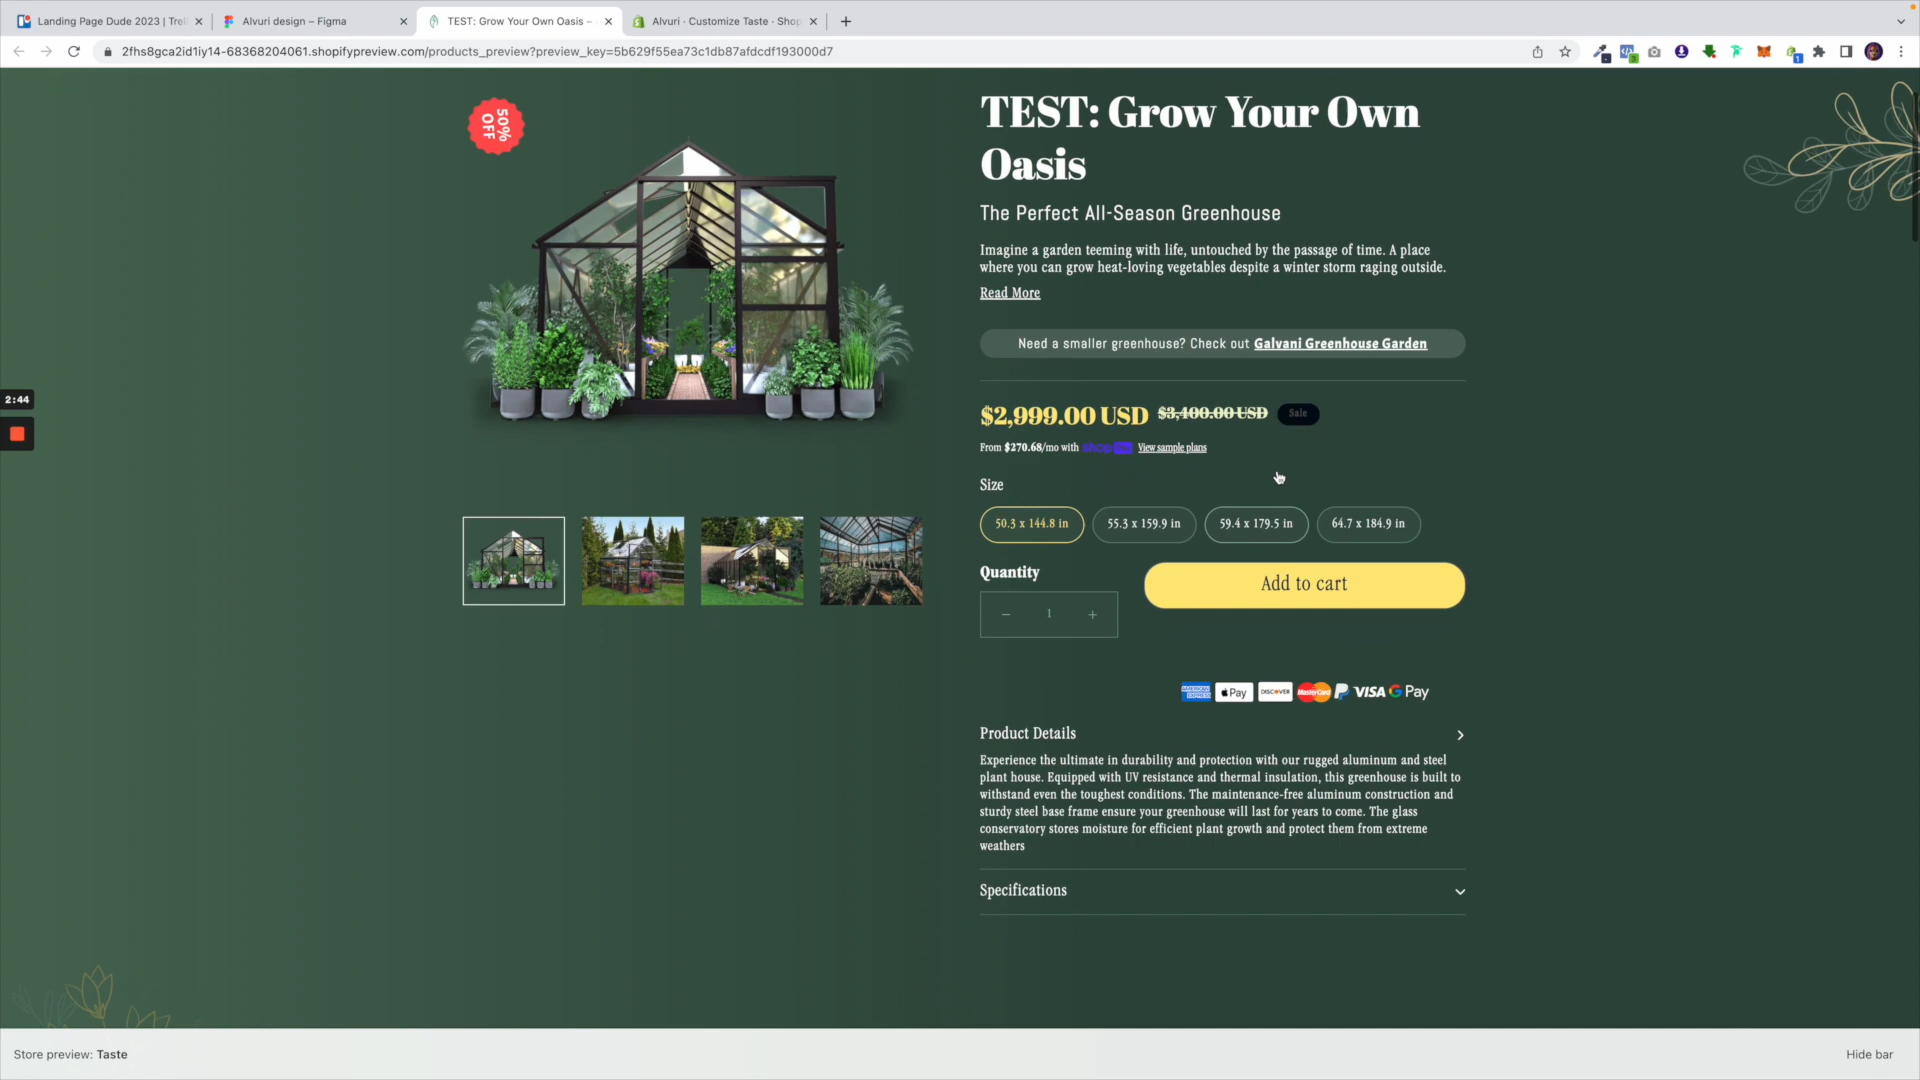 Landing Page Dude 2023 | Trel
Alvuri design – Figma
TEST: Grow Your Own Oasis –
Alvuri · Customize Taste · Shop
2fhs8gca2id1iy14-68368204061.shopifypreview.com/products_preview?preview_key=5b629f55ea73c1db87afdcdf193000d7
50%
OFF
TEST: Grow Your Own
Oasis
The Perfect All-Season Greenhouse
Imagine a garden teeming with life, untouched by the passage of time. A place
where you can grow heat-loving vegetables despite a winter storm raging outside.
Read More
Need a smaller greenhouse? Check out Galvani Greenhouse Garden
2:44
$2,999.00 USD $3,400.00 USD Sale
From $270.68/mo with shop Pay View sample plans
Size
50.3 x 144.8 in
55.3 x 159.9 in
59.4 x 179.5 in
64.7 x 184.9 in
Quantity
− 1 +
Add to cart
AMERICAN EXPRESS Pay DISCOVER MasterCard VISA G Pay
Product Details
Experience the ultimate in durability and protection with our rugged aluminum and steel
plant house. Equipped with UV resistance and thermal insulation, this greenhouse is built to
withstand even the toughest conditions. The maintenance-free aluminum construction and
sturdy steel base frame ensure your greenhouse will last for years to come. The glass
conservatory stores moisture for efficient plant growth and protect them from extreme
weathers
Specifications
Store preview: Taste
Hide bar